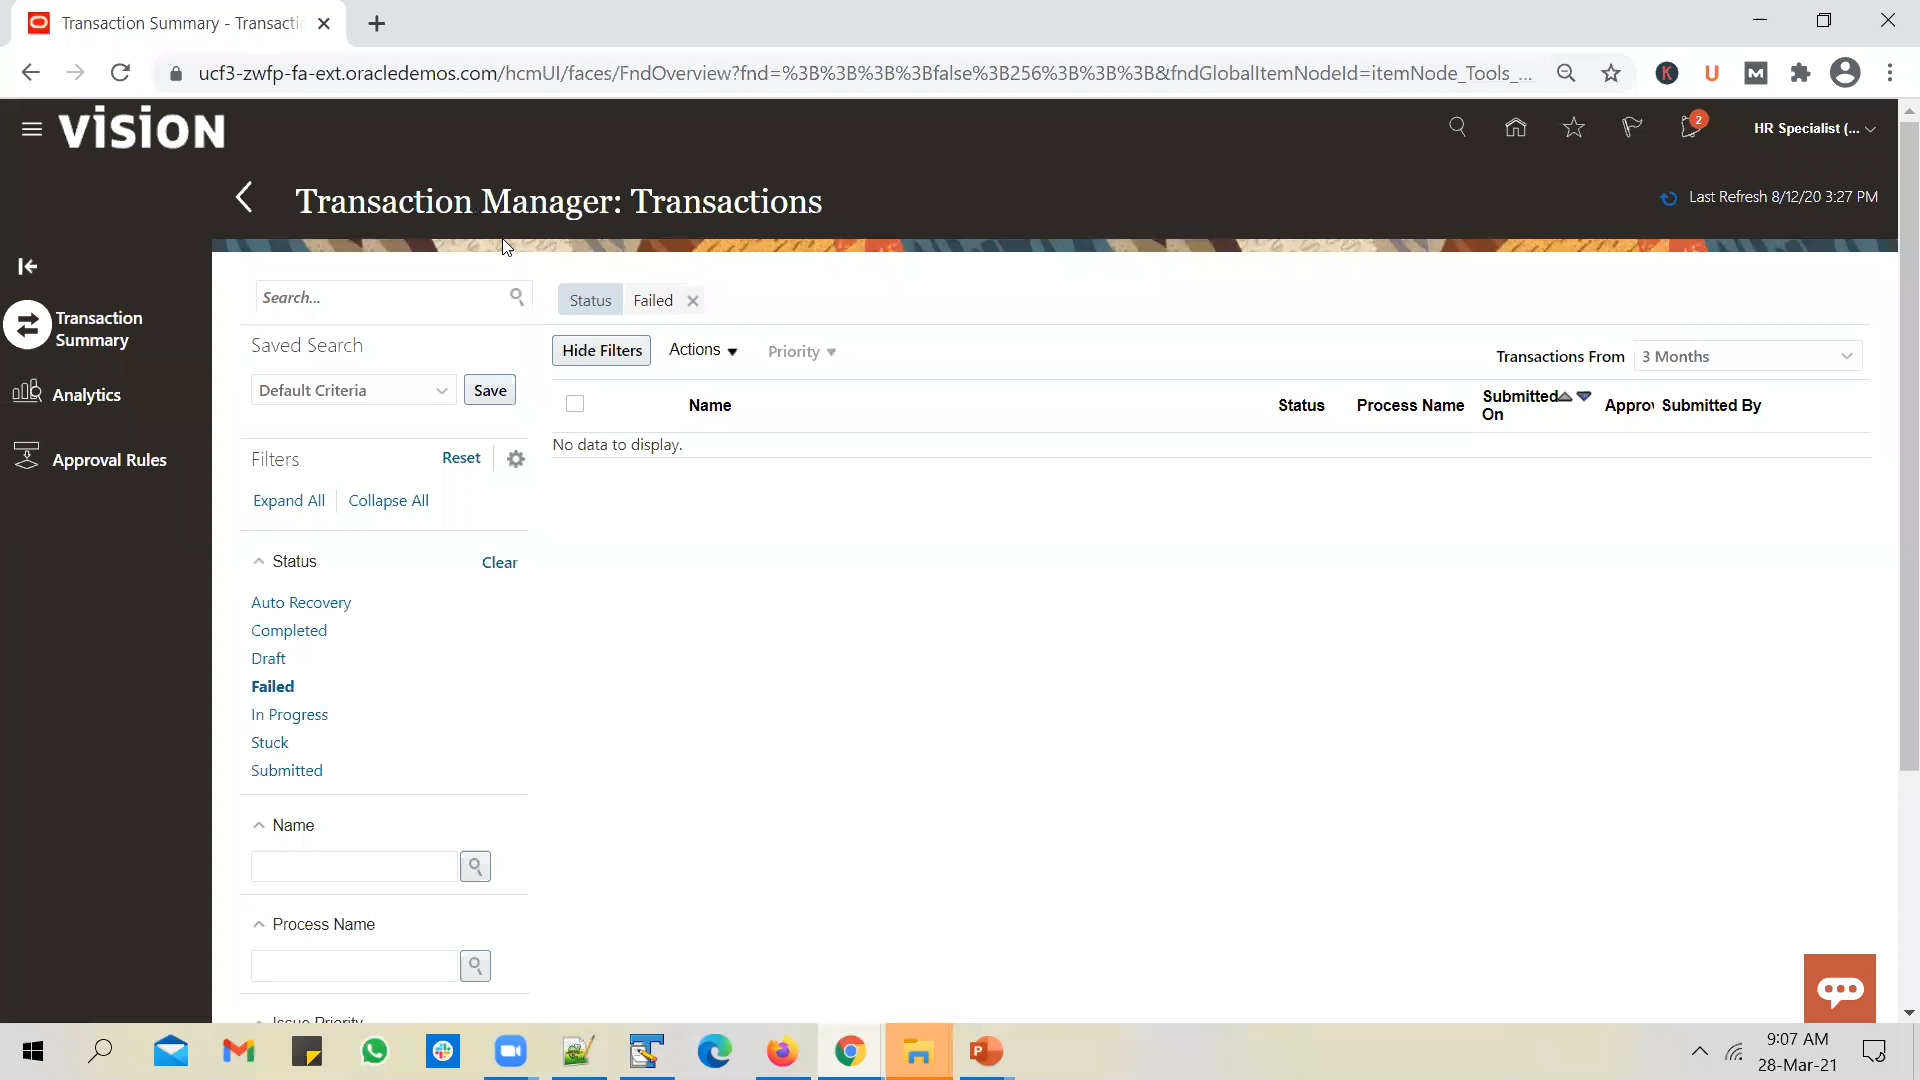 Transaction Summary - Transactio
ucf3-zwfp-fa-ext.oracledemos.com/hcmUI/faces/FndOverview?fnd=%3B%3B%3B%3Bfalse%3B256%3B%3B%3B&fndGlobalItemNodeId=itemNode_Tools_...
K U M
VISION
2
HR Specialist (...
Transaction Manager: Transactions
Last Refresh 8/12/20 3:27 PM
Search...
Status Failed
Transaction
Summary
Analytics
Approval Rules
Saved Search
Default Criteria Save
Hide Filters Actions Priority
Transactions From 3 Months
Name Status Process Name Submitted On Approv Submitted By
No data to display.
Filters Reset
Expand All Collapse All
Status Clear
Auto Recovery
Completed
Draft
Failed
In Progress
Stuck
Submitted
Name
Process Name
Issue Priority
9:07 AM
28-Mar-21